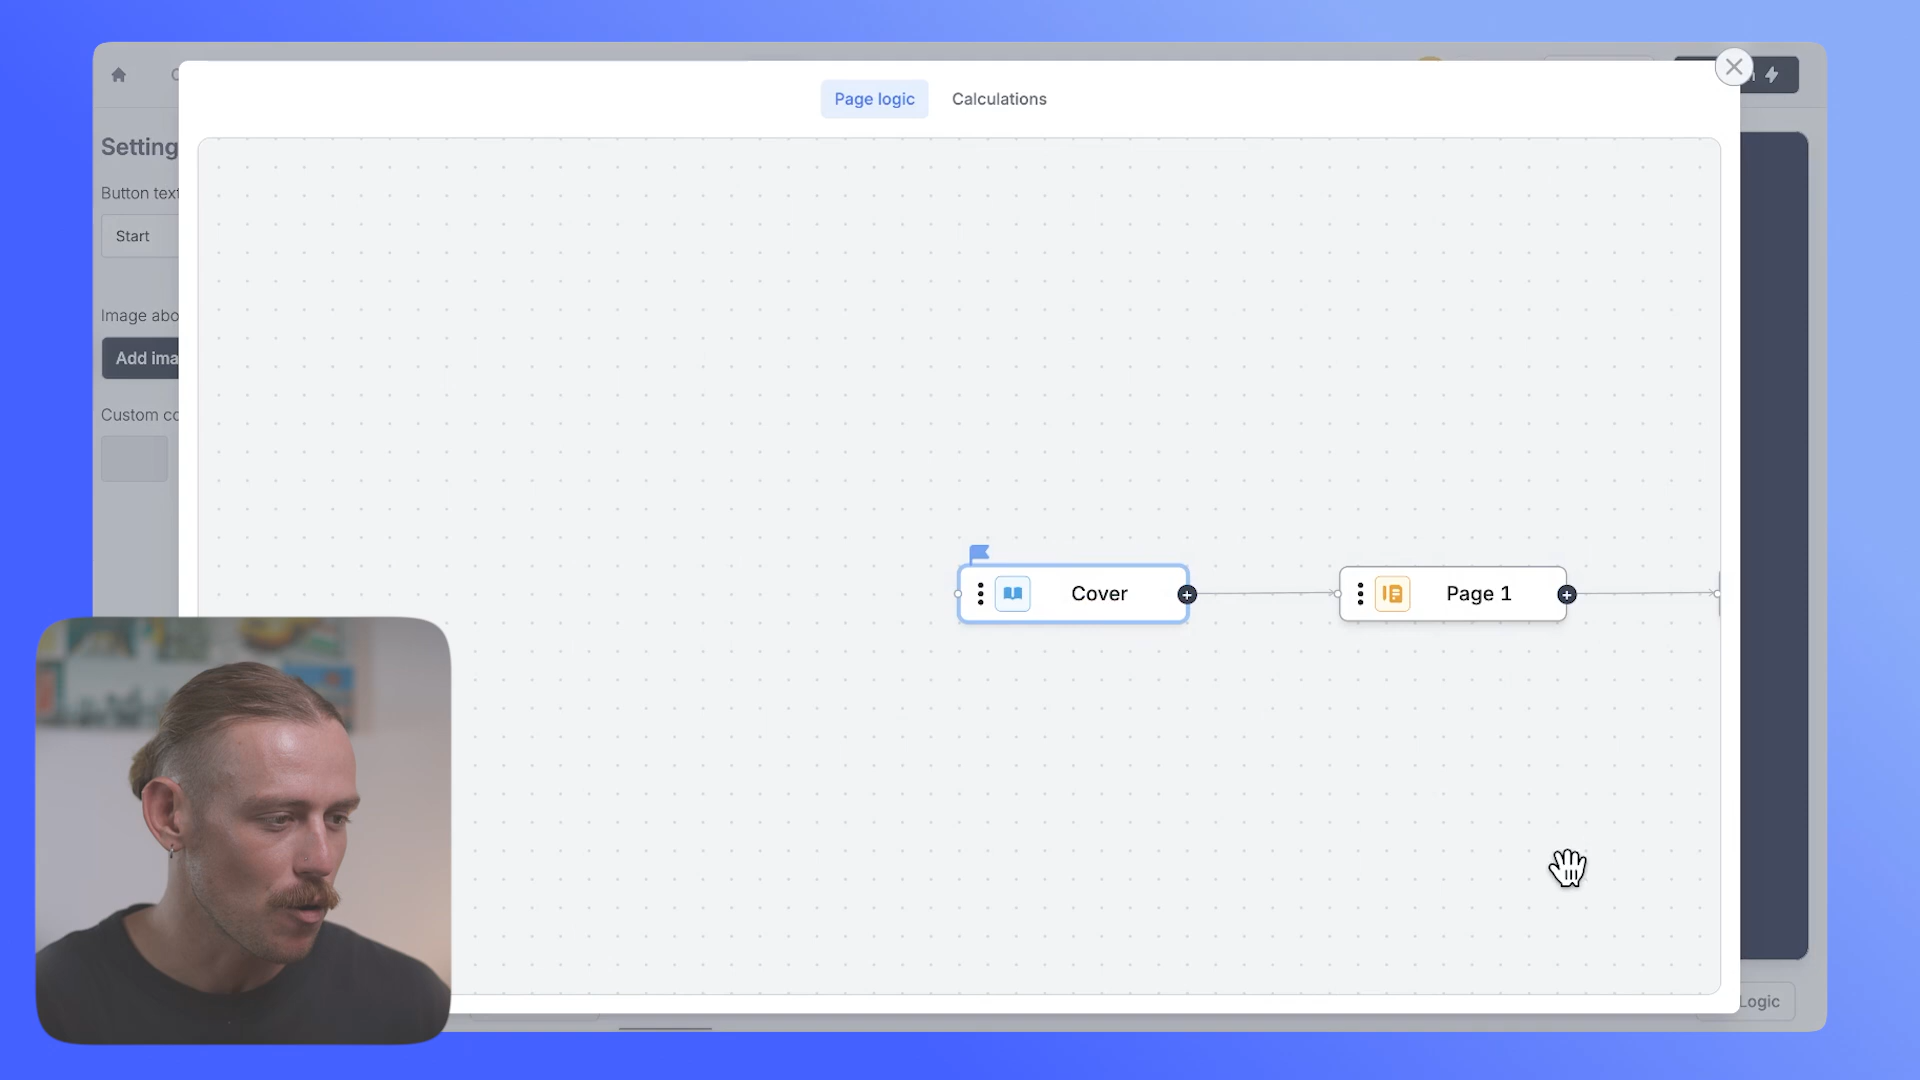 Page logic
Calculations
Setting
Button text
Start
Image abo
Add ima
Custom co
Cover
Page 1
Logic